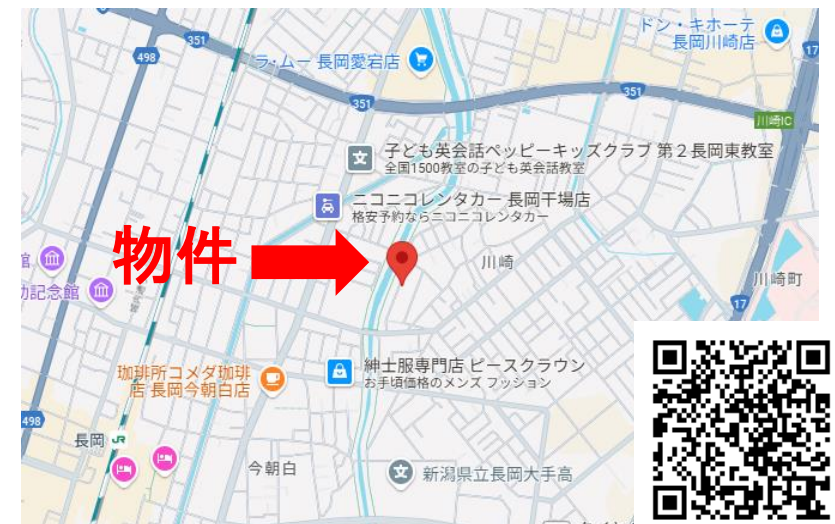 ドン・キホーテ
長岡川崎店
17
351
498
ラ・ムー 長岡愛宕店
351
351
川崎IC
子ども英会話ペッピーキッズクラブ 第２長岡東教室
全国1500教室の子ども英会話教室
ニコニコレンタカー 長岡干場店
格安予約ならニコニコレンタカー
物件
川崎
川崎町
記念館
17
紳士服専門店 ピースクラウン
お手頃価格のメンズ フッション
珈琲所コメダ珈琲
店 長岡今朝白店
498
長岡 JR
今朝白
文 新潟県立長岡大手高